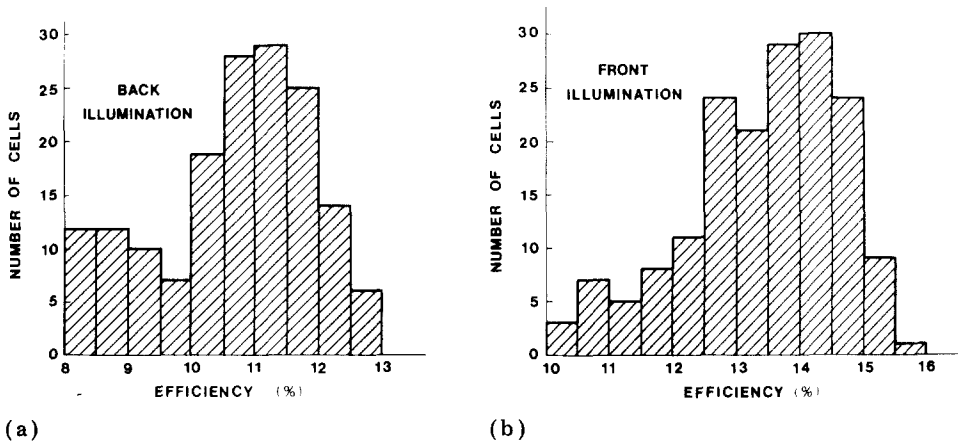 30
25
20
15
10
5
0
NUMBER OF CELLS
BACK
ILLUMINATION
8 9 10 11 12 13
EFFICIENCY (%)
(a)
30
25
20
15
10
5
0
NUMBER OF CELLS
FRONT
ILLUMINATION
10 11 12 13 14 15 16
EFFICIENCY (%)
(b)